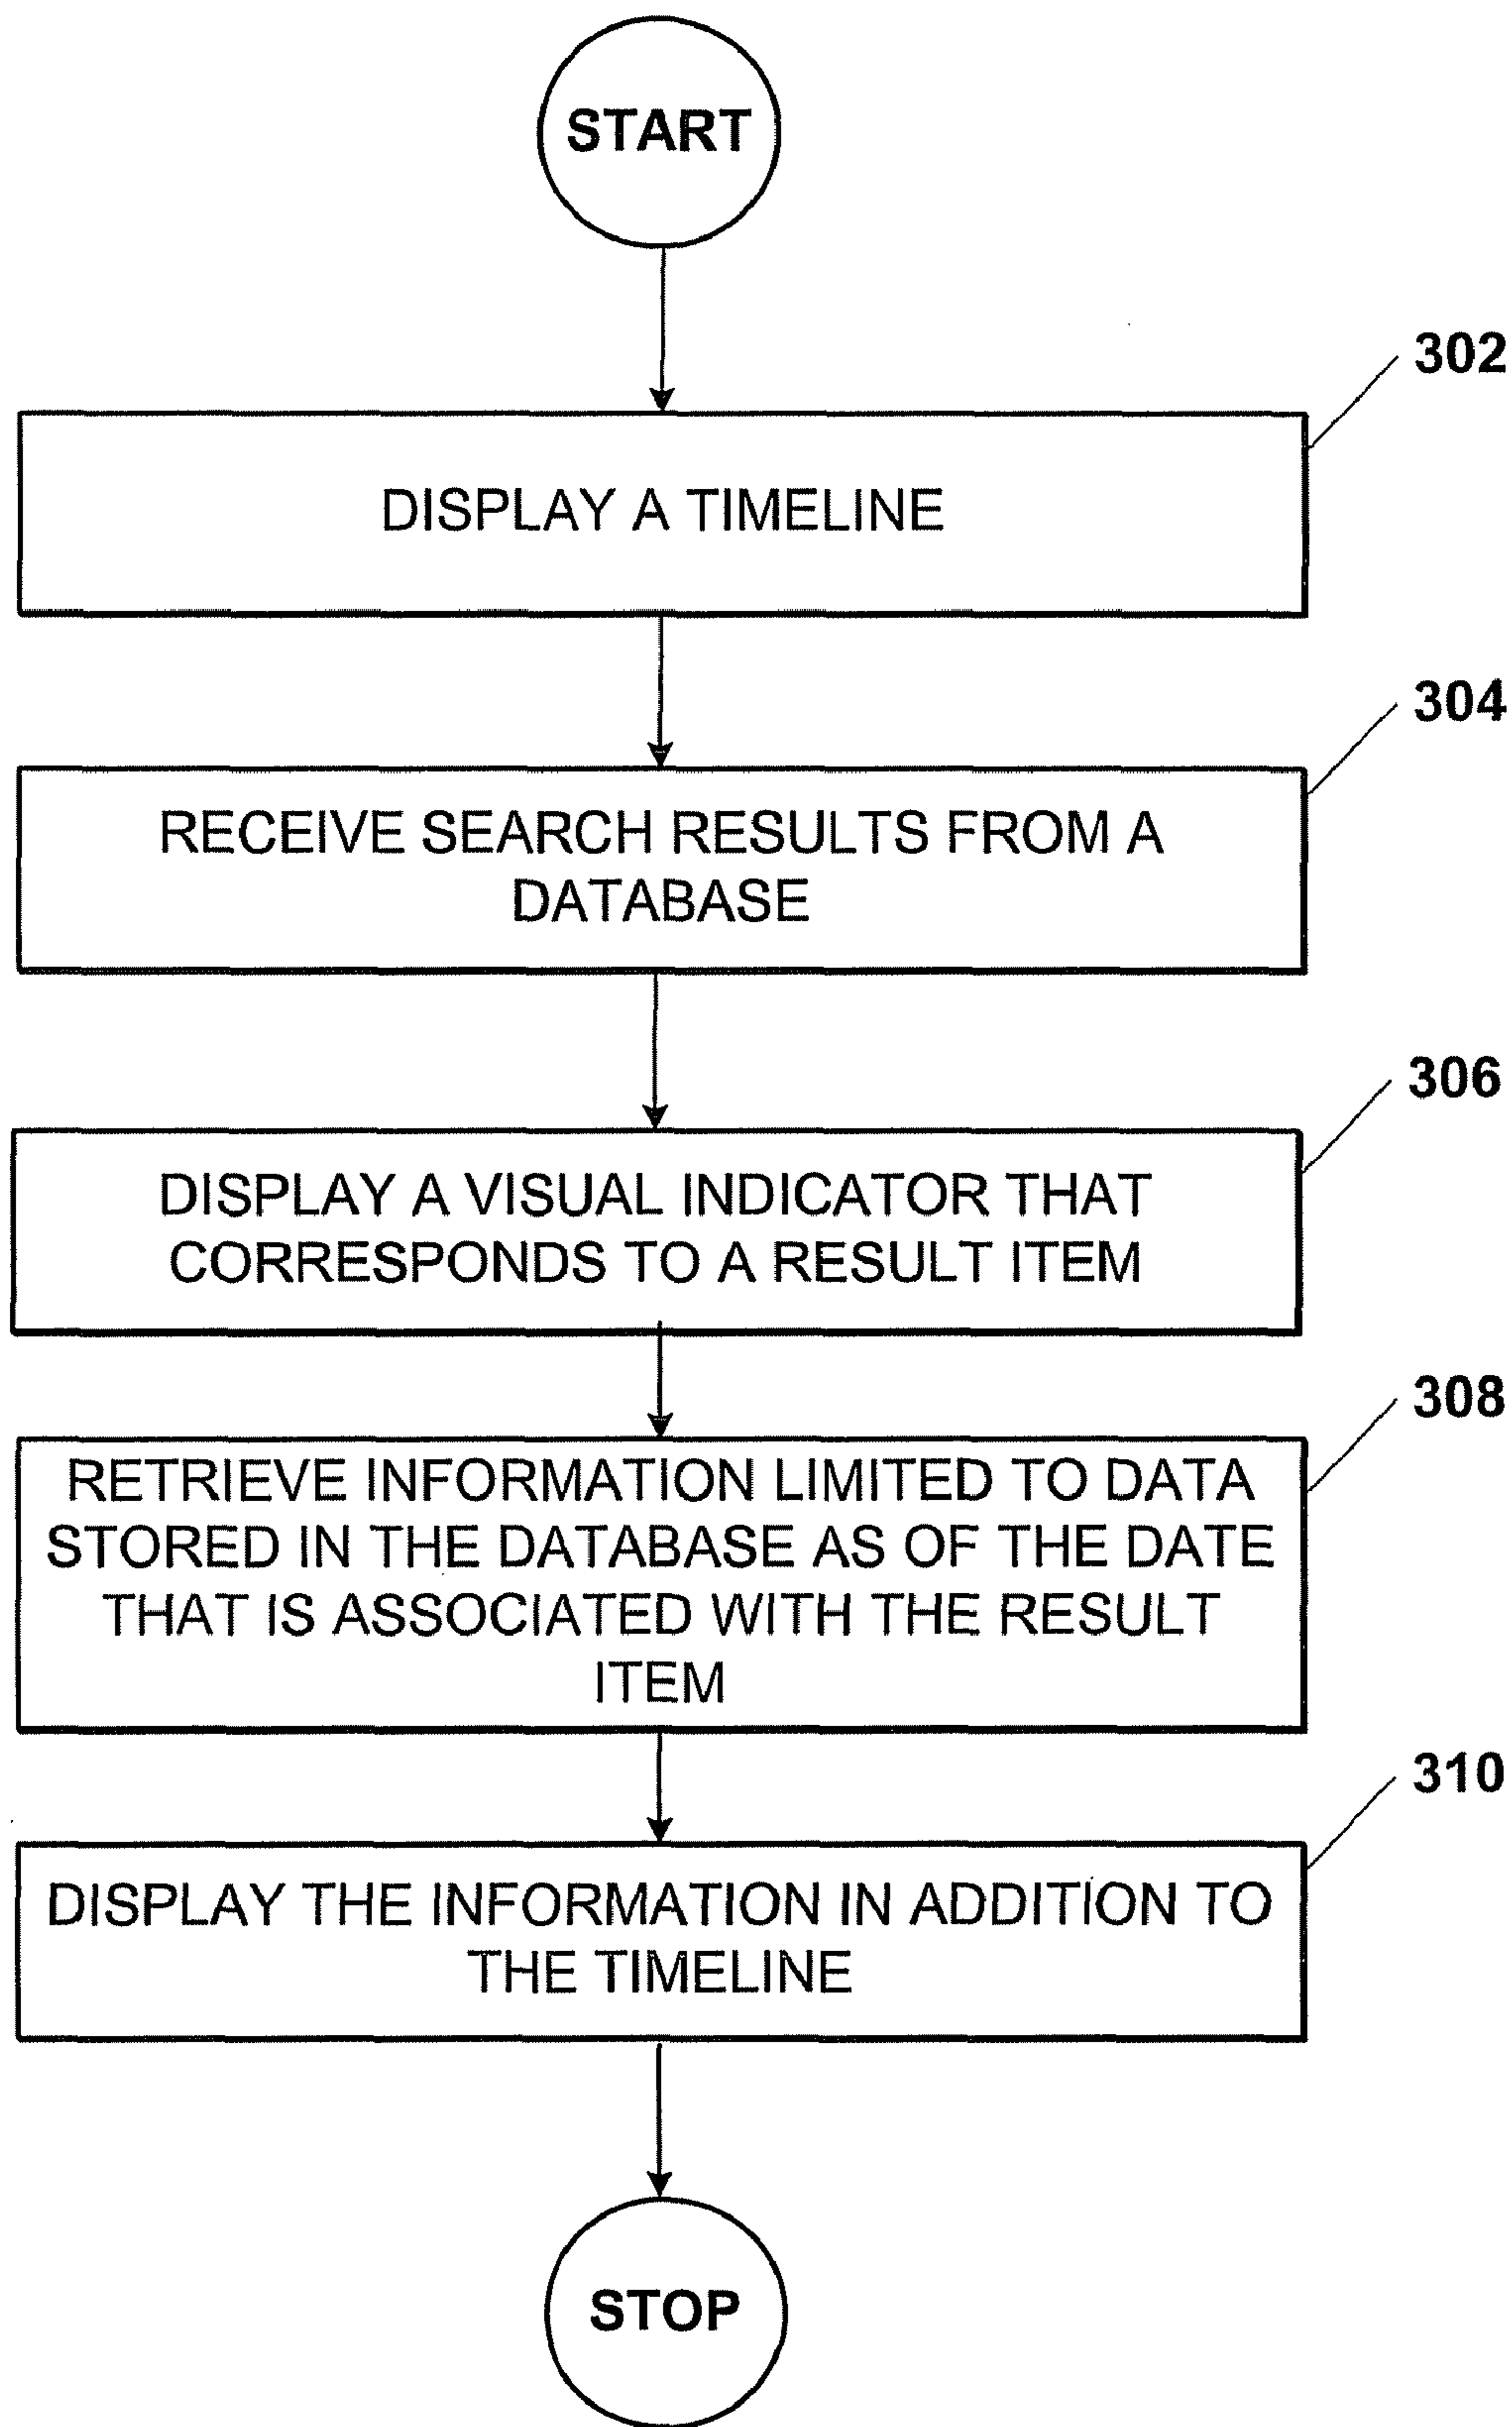 START
302
DISPLAY A TIMELINE
304
RECEIVE SEARCH RESULTS FROM A
DATABASE
306
DISPLAY A VISUAL INDICATOR THAT
CORRESPONDS TO A RESULT ITEM
308
RETRIEVE INFORMATION LIMITED TO DATA
STORED IN THE DATABASE AS OF THE DATE
THAT IS ASSOCIATED WITH THE RESULT
ITEM
310
DISPLAY THE INFORMATION IN ADDITION TO
THE TIMELINE
STOP